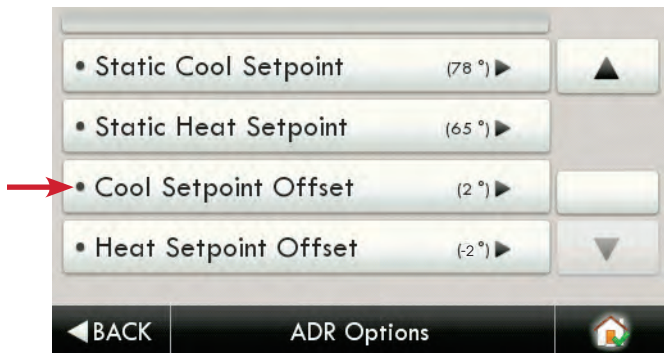 • Static Cool Setpoint (78 °) ▶
• Static Heat Setpoint (65 °) ▶
• Cool Setpoint Offset (2 °) ▶
• Heat Setpoint Offset (-2 °) ▶
◀ BACK ADR Options